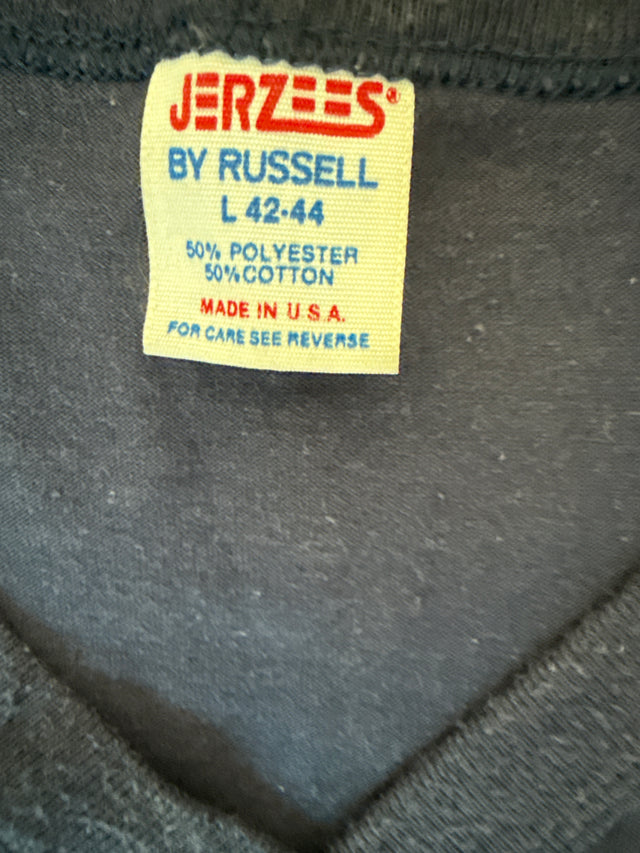 JERZEES®
BY RUSSELL
L 42-44
50% POLYESTER
50% COTTON
MADE IN U.S.A.
FOR CARE SEE REVERSE